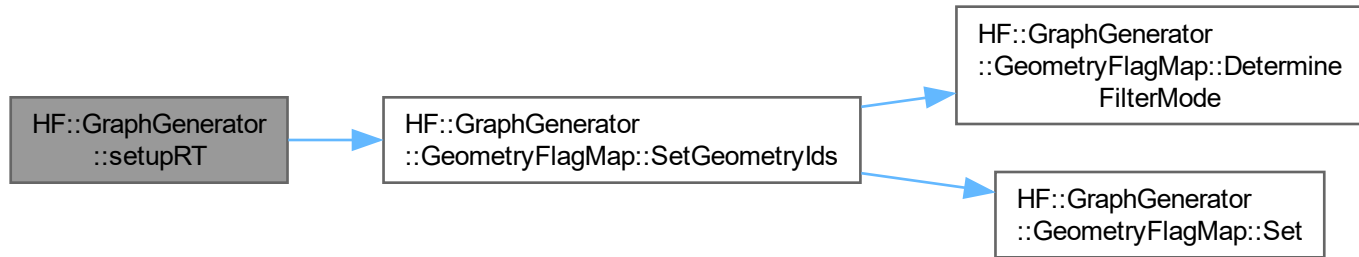 HF::GraphGenerator
::setupRT
HF::GraphGenerator
::GeometryFlagMap::SetGeometryIds
HF::GraphGenerator
::GeometryFlagMap::Determine
FilterMode
HF::GraphGenerator
::GeometryFlagMap::Set